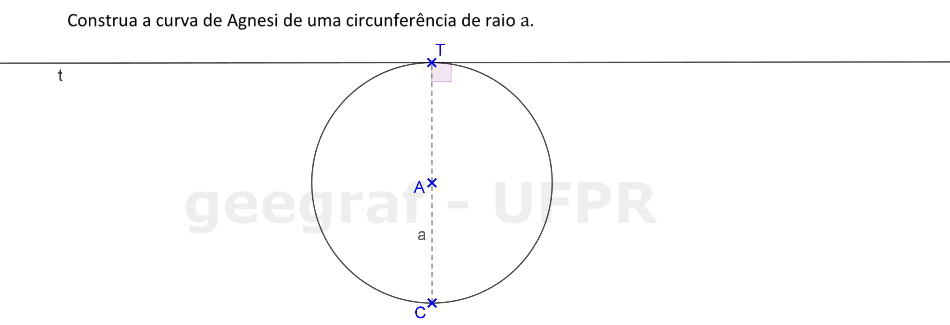 Construa a curva de Agnesi de uma circunferência de raio a.
T
t
A
geegraf - UFPR
a
C